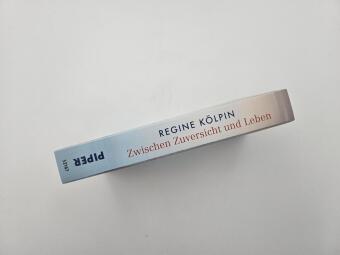 REGINE KÖLPIN
Zwischen Zuversicht und Leben
PIPER